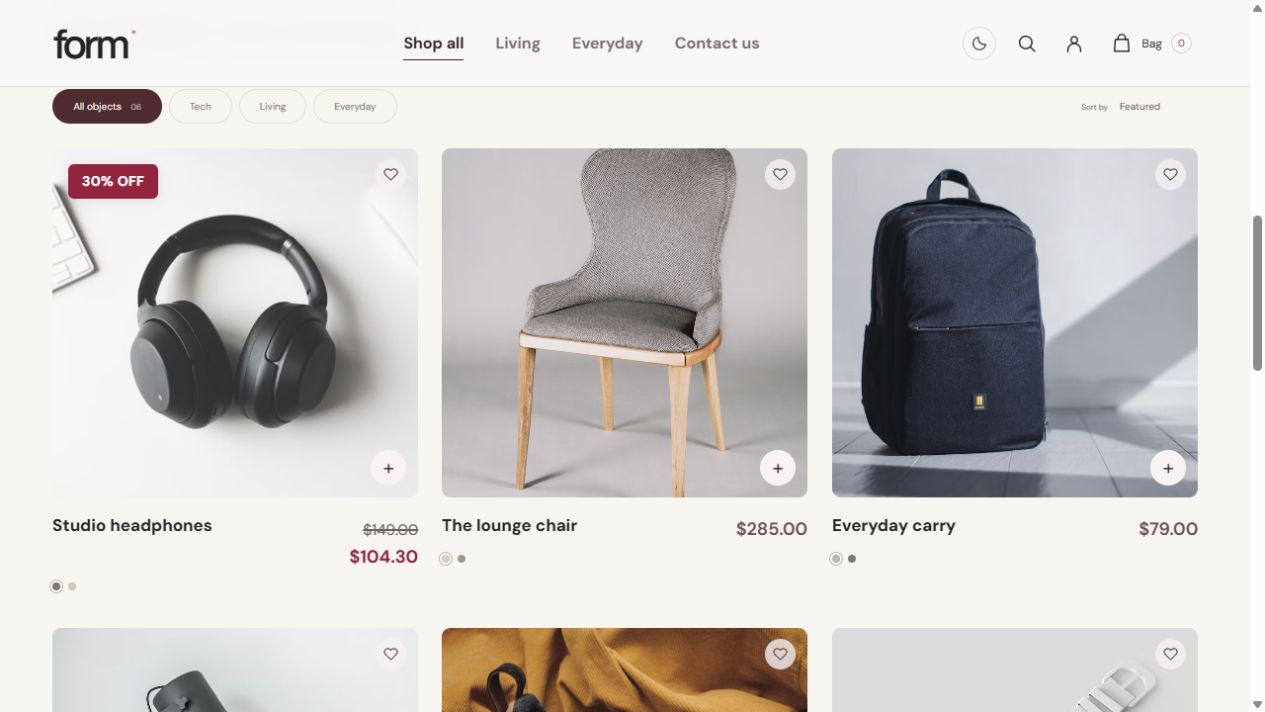 form
Shop all
Living
Everyday
Contact us
Bag 0
All objects 06
Tech
Living
Everyday
Sort by Featured
30% OFF
Studio headphones
$149.00
$104.30
The lounge chair
$285.00
Everyday carry
$79.00